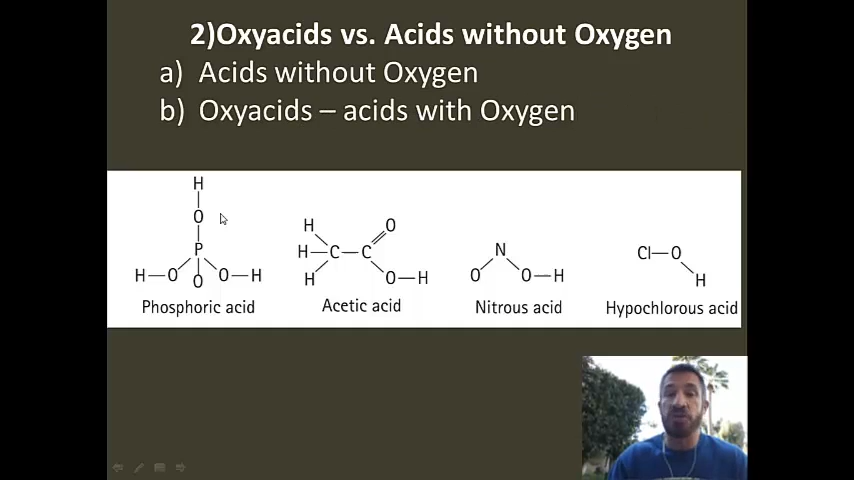 2)Oxyacids vs. Acids without Oxygen
a) Acids without Oxygen
b) Oxyacids – acids with Oxygen
H
O
P
H—O O O—H
Phosphoric acid
H O
H—C—C
H O—H
Acetic acid
N
O O—H
Nitrous acid
Cl—O
H
Hypochlorous acid